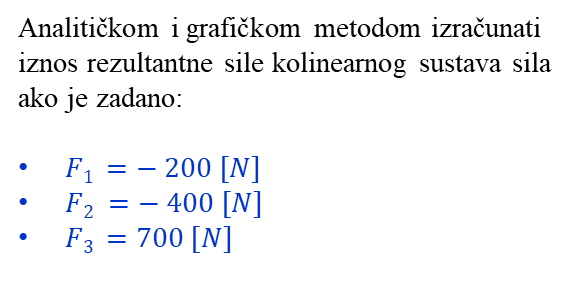 Analitičkom i grafičkom metodom izračunati
iznos rezultantne sile kolinearnog sustava sila
ako je zadano:
• F₁ = − 200 [N]
• F₂ = − 400 [N]
• F₃ = 700 [N]